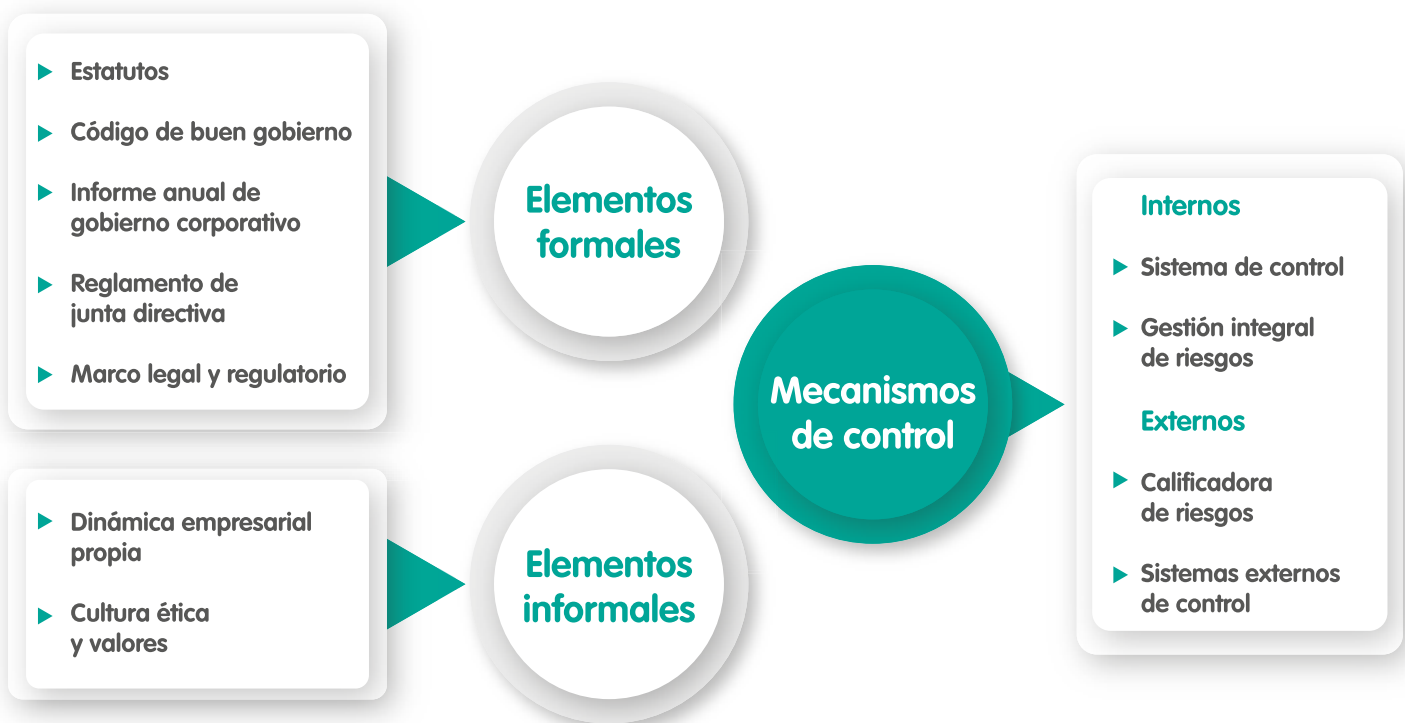 Estatutos
Código de buen gobierno
Informe anual de
gobierno corporativo
Reglamento de
junta directiva
Marco legal y regulatorio
Elementos
formales
Dinámica empresarial
propia
Cultura ética
y valores
Elementos
informales
Mecanismos
de control
Internos
Sistema de control
Gestión integral
de riesgos
Externos
Calificadora
de riesgos
Sistemas externos
de control